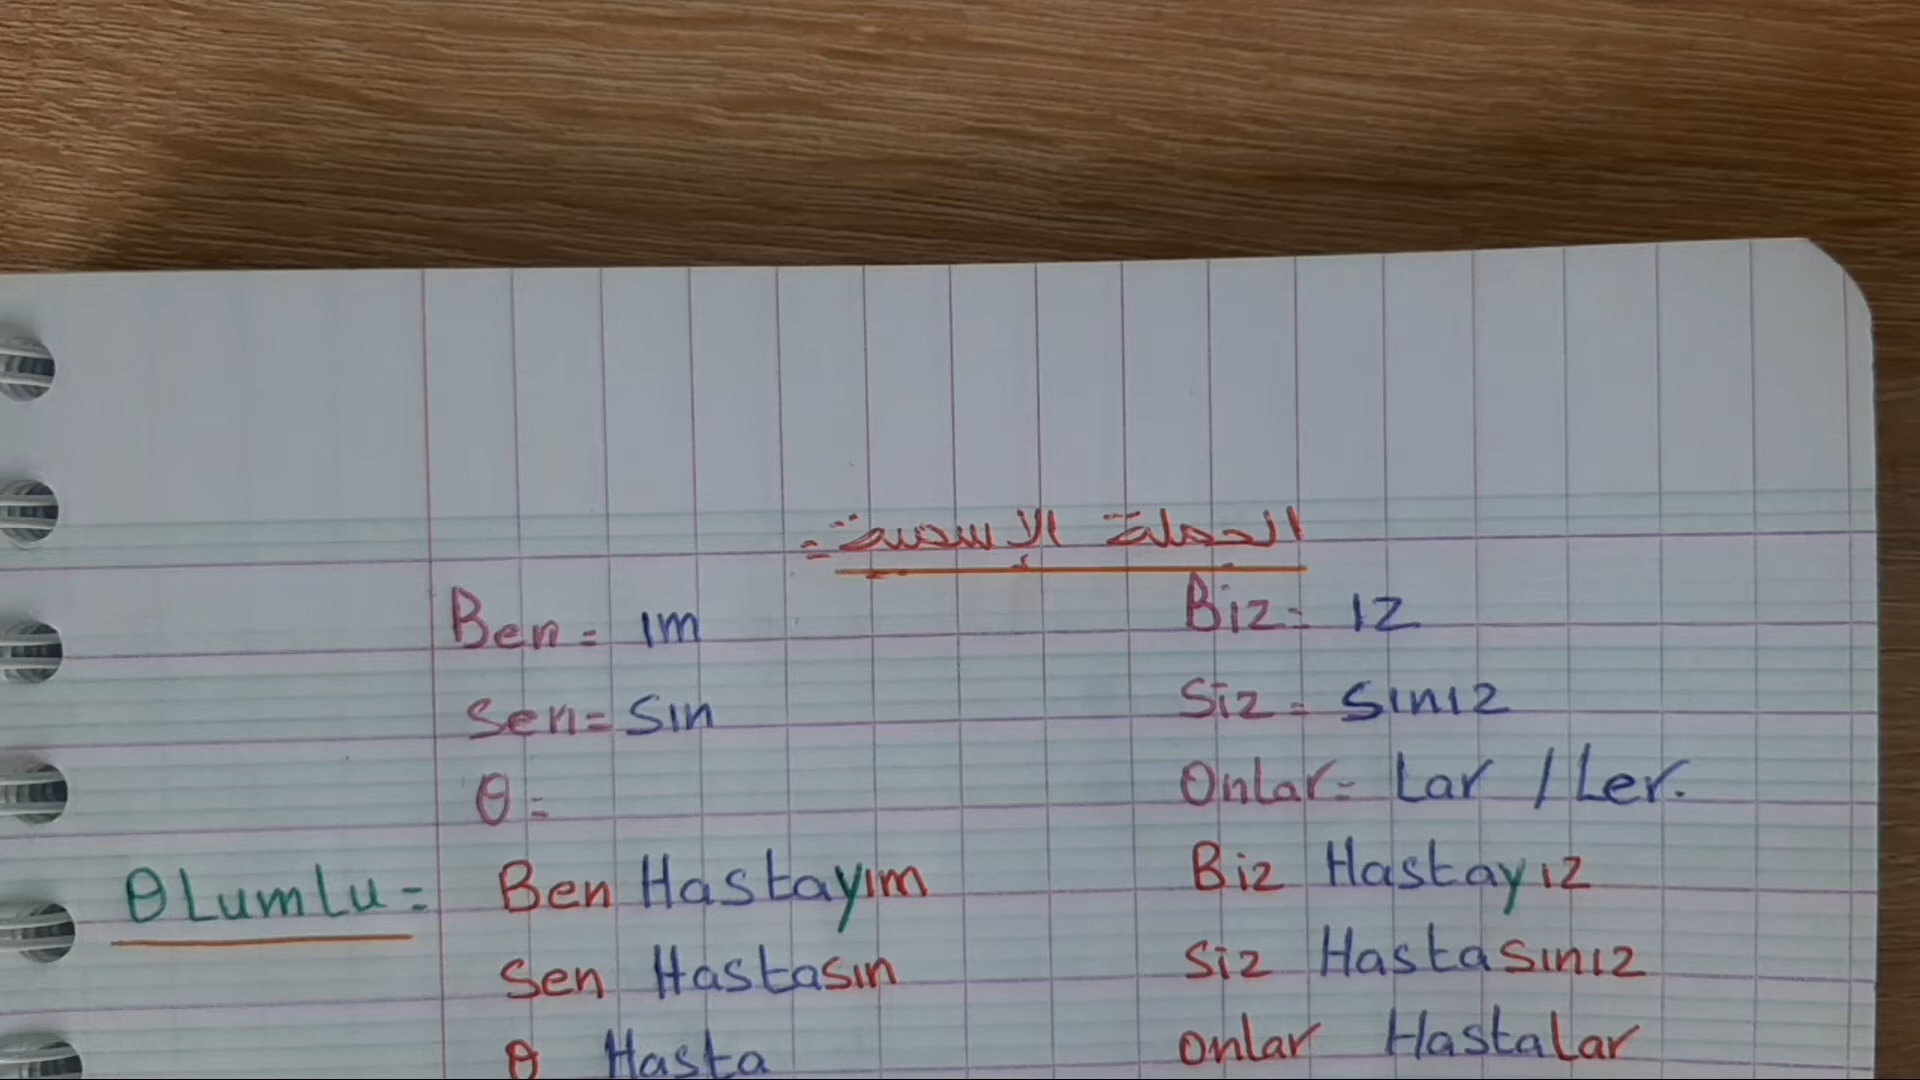 الجملة الإسمية:
Ben = ım Biz = ız
Sen = Sın Siz = Sınız
θ = Onlar = Lar / Ler.
θLumLu = Ben Hastayım Biz Hastayız
Sen Hastasın Siz Hastasınız
θ Hasta onlar Hastalar